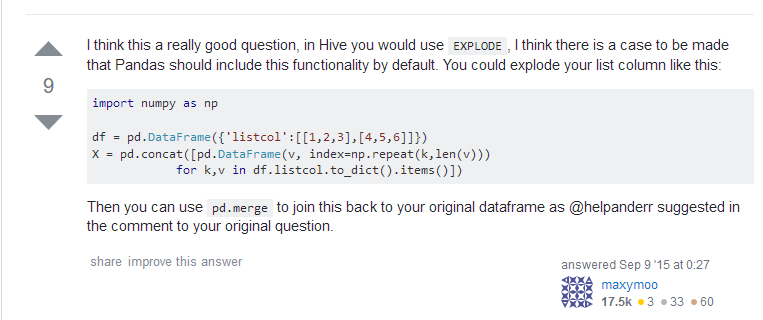 I think this a really good question, in Hive you would use EXPLODE , I think there is a case to be made
that Pandas should include this functionality by default. You could explode your list column like this:
9
import numpy as np
df = pd.DataFrame({'listcol':[[1,2,3],[4,5,6]]})
X = pd.concat([pd.DataFrame(v, index=np.repeat(k,len(v)))
for k,v in df.listcol.to_dict().items()])
Then you can use pd.merge to join this back to your original dataframe as @helpanderr suggested in
the comment to your original question.
share improve this answer
answered Sep 9 '15 at 0:27
maxymoo
17.5k 3 33 60